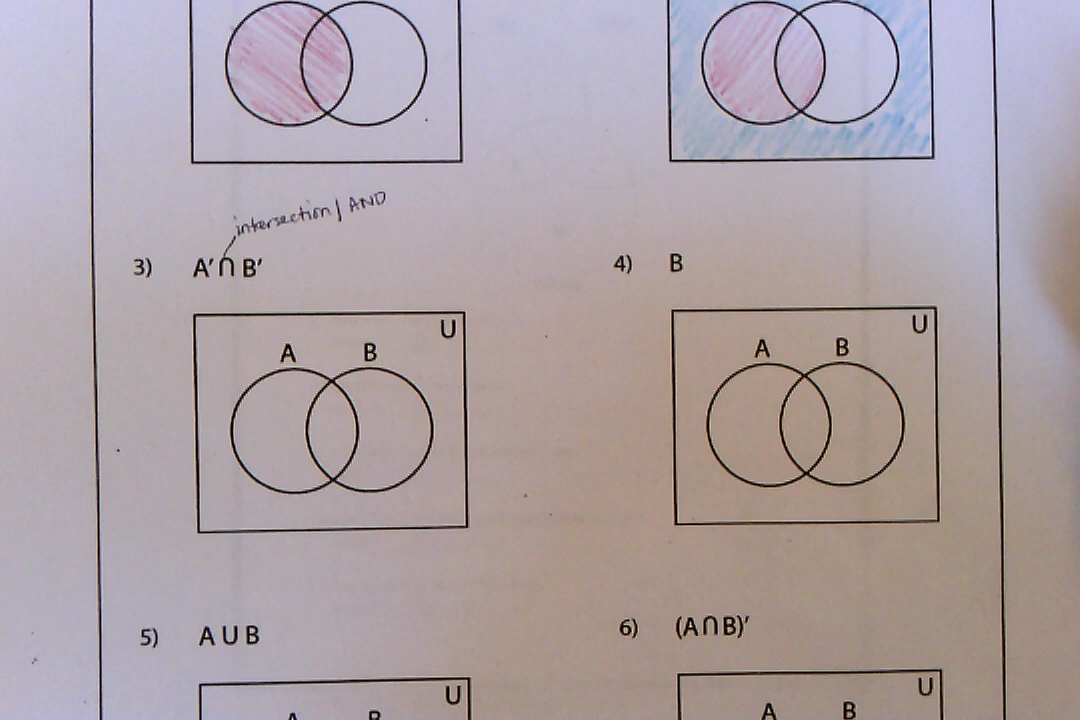 intersection / AND
3) A' ∩ B'
4) B
U
A B
U
A B
5) A U B
6) (A ∩ B)'
U
A B
U
A B